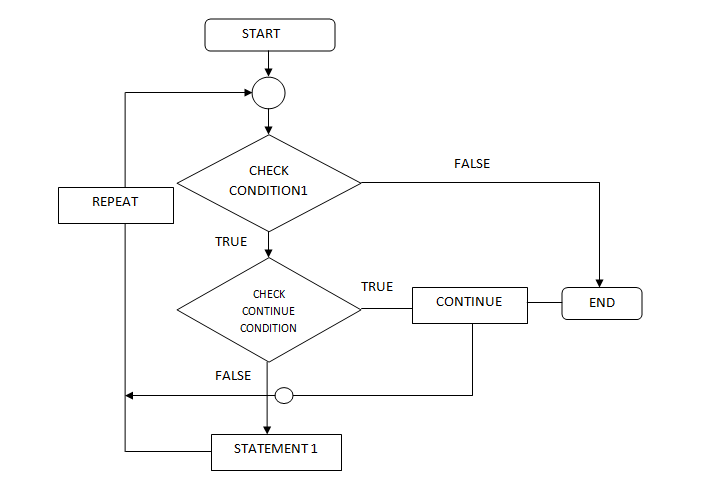 START
CHECK
CONDITION1
FALSE
REPEAT
TRUE
CHECK
CONTINUE
CONDITION
TRUE
CONTINUE
END
FALSE
STATEMENT 1